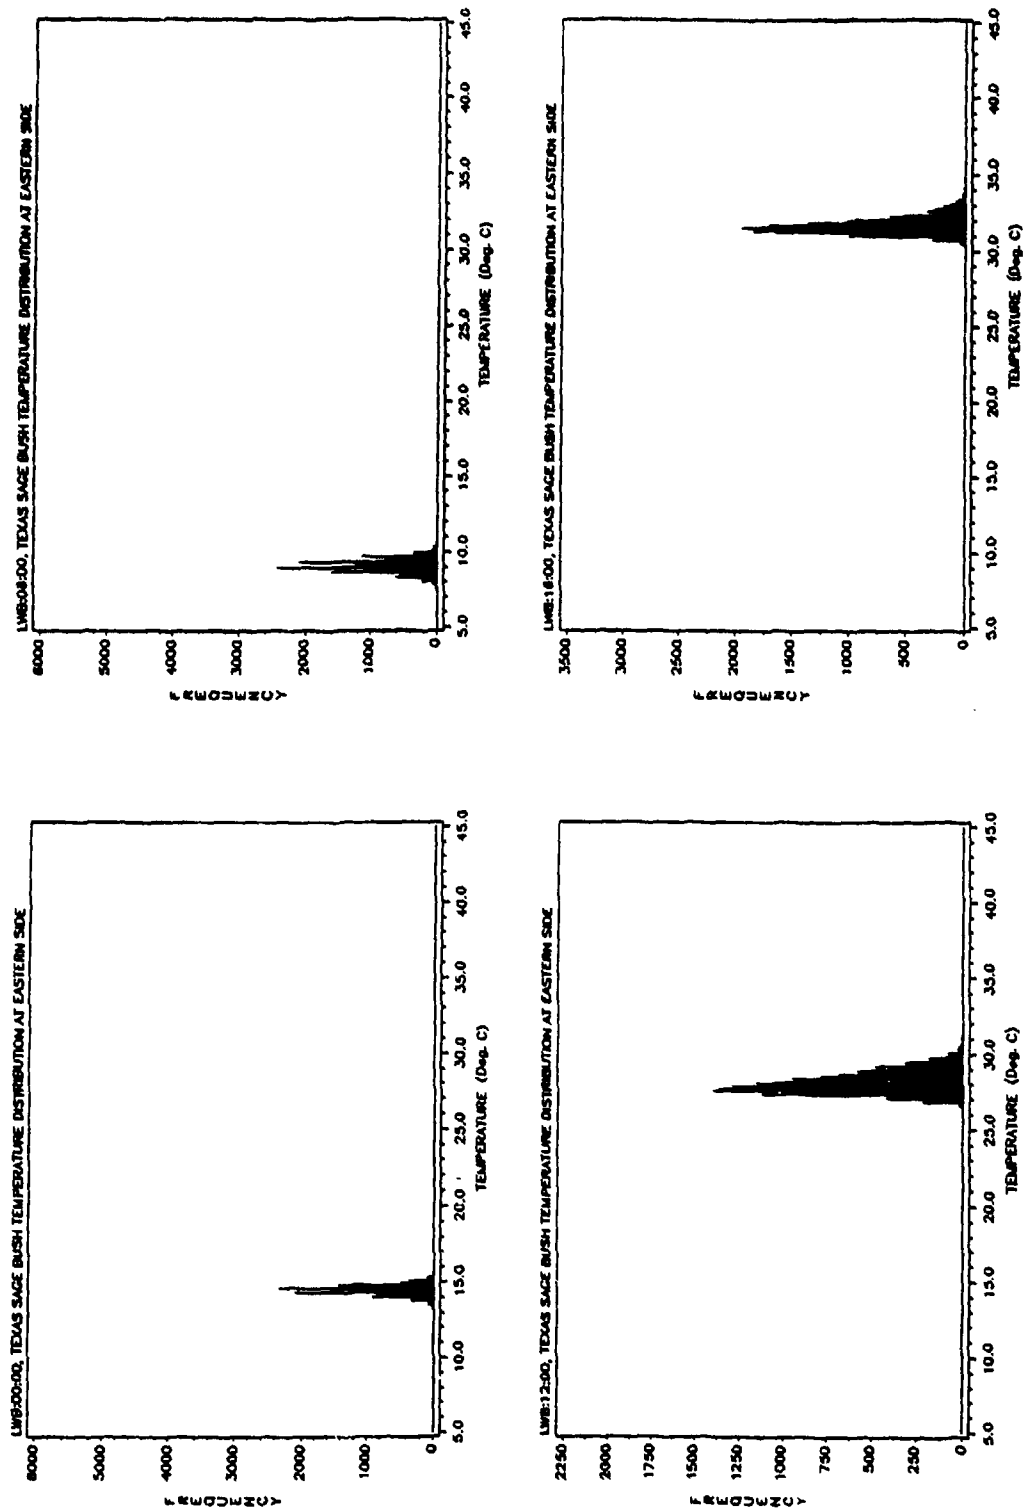 LWB:00:00, TEXAS SAGE BUSH TEMPERATURE DISTRIBUTION AT EASTERN SIDE
FREQUENCY
6000
5000
4000
3000
2000
1000
0
5.0 10.0 15.0 20.0 25.0 30.0 35.0 40.0 45.0
TEMPERATURE (Deg. C)
LWB:08:00, TEXAS SAGE BUSH TEMPERATURE DISTRIBUTION AT EASTERN SIDE
FREQUENCY
6000
5000
4000
3000
2000
1000
0
5.0 10.0 15.0 20.0 25.0 30.0 35.0 40.0 45.0
TEMPERATURE (Deg. C)
LWB:12:00, TEXAS SAGE BUSH TEMPERATURE DISTRIBUTION AT EASTERN SIDE
FREQUENCY
2250
2000
1750
1500
1250
1000
750
500
250
0
5.0 10.0 15.0 20.0 25.0 30.0 35.0 40.0 45.0
TEMPERATURE (Deg. C)
LWB:16:00, TEXAS SAGE BUSH TEMPERATURE DISTRIBUTION AT EASTERN SIDE
FREQUENCY
3500
3000
2500
2000
1500
1000
500
0
5.0 10.0 15.0 20.0 25.0 30.0 35.0 40.0 45.0
TEMPERATURE (Deg. C)